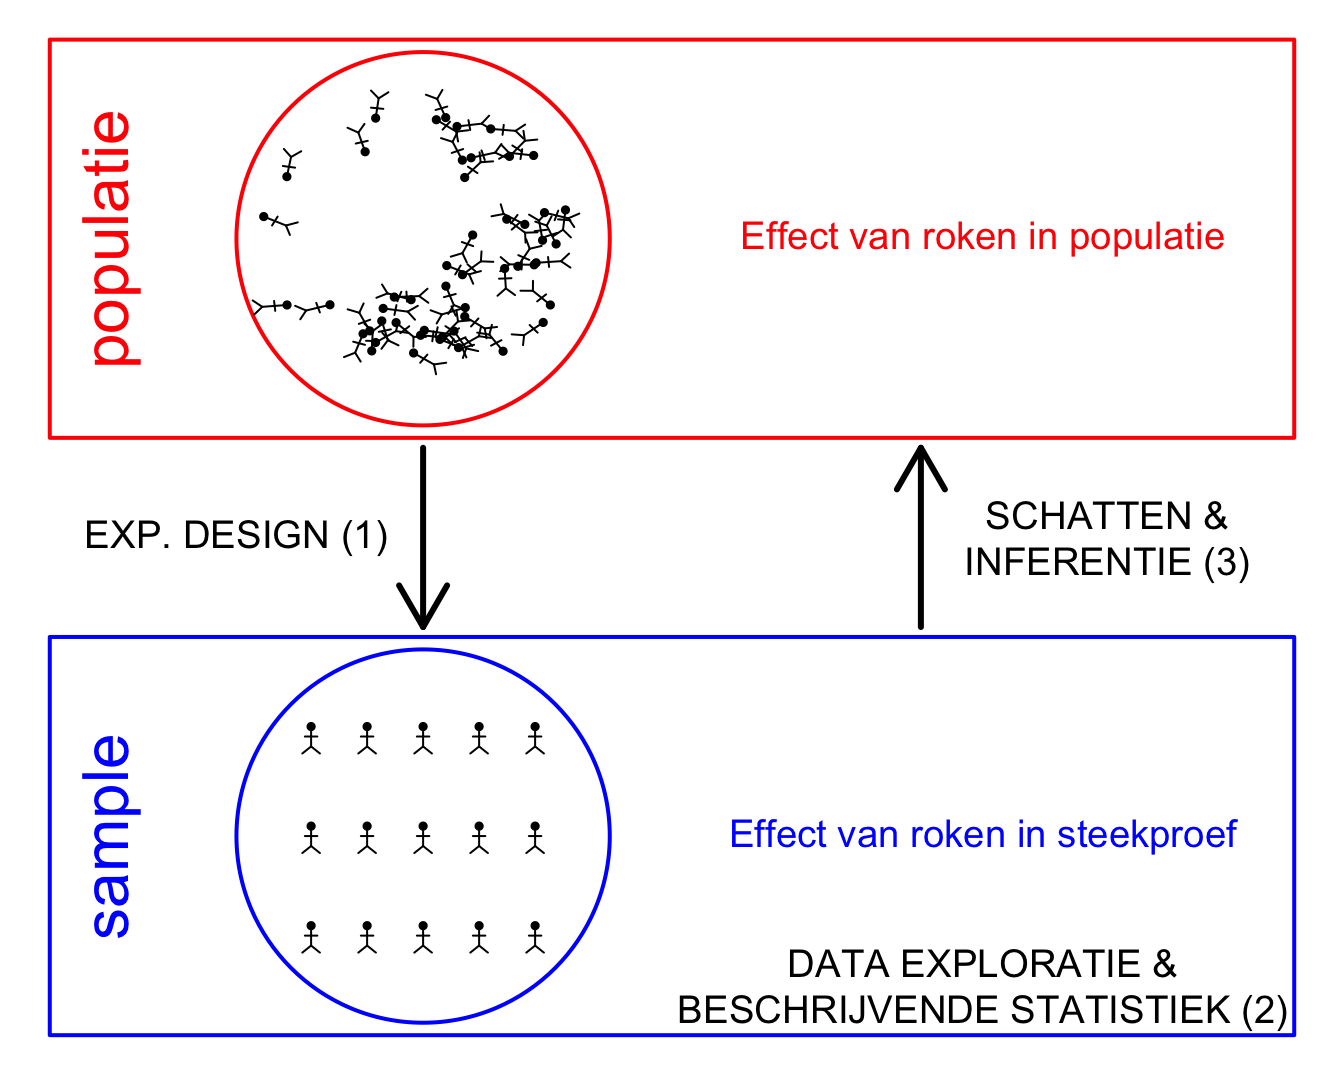 populatie
Effect van roken in populatie
EXP. DESIGN (1)
SCHATTEN &
INFERENTIE (3)
sample
Effect van roken in steekproef
DATA EXPLORATIE &
BESCHRIJVENDE STATISTIEK (2)